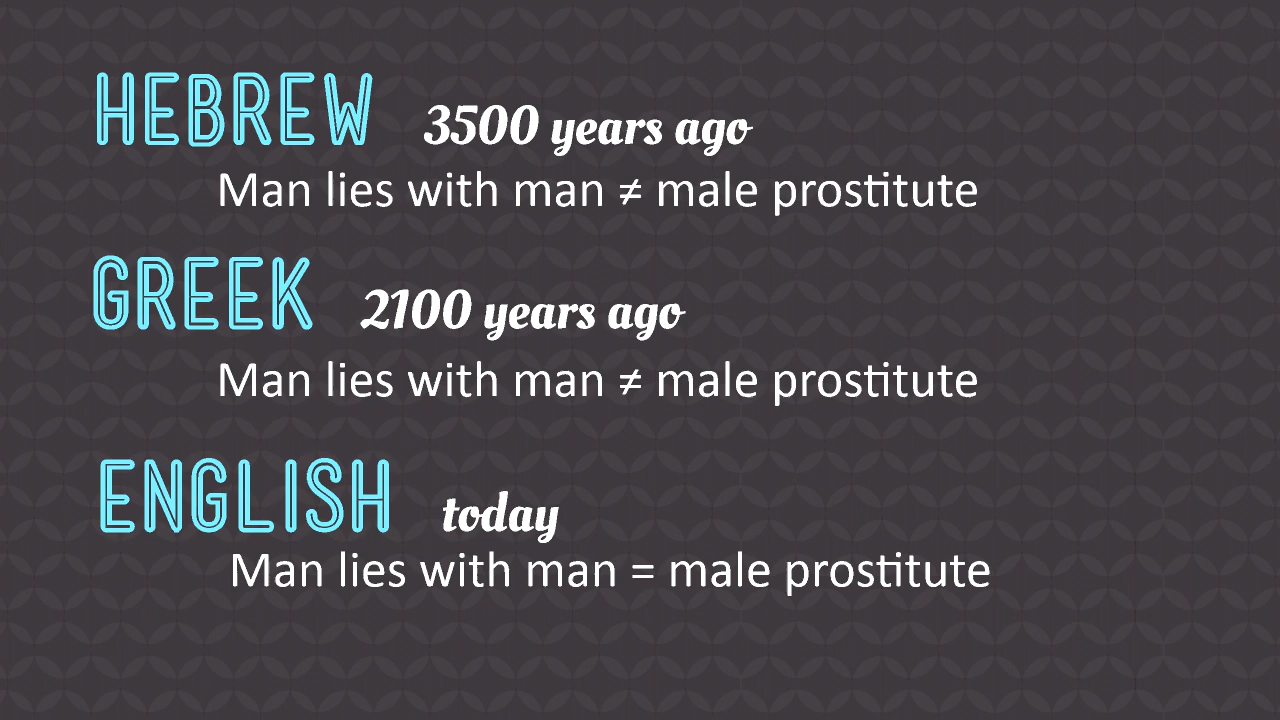 HEBREW 3500 years ago
Man lies with man ≠ male prostitute
GREEK 2100 years ago
Man lies with man ≠ male prostitute
ENGLISH today
Man lies with man = male prostitute